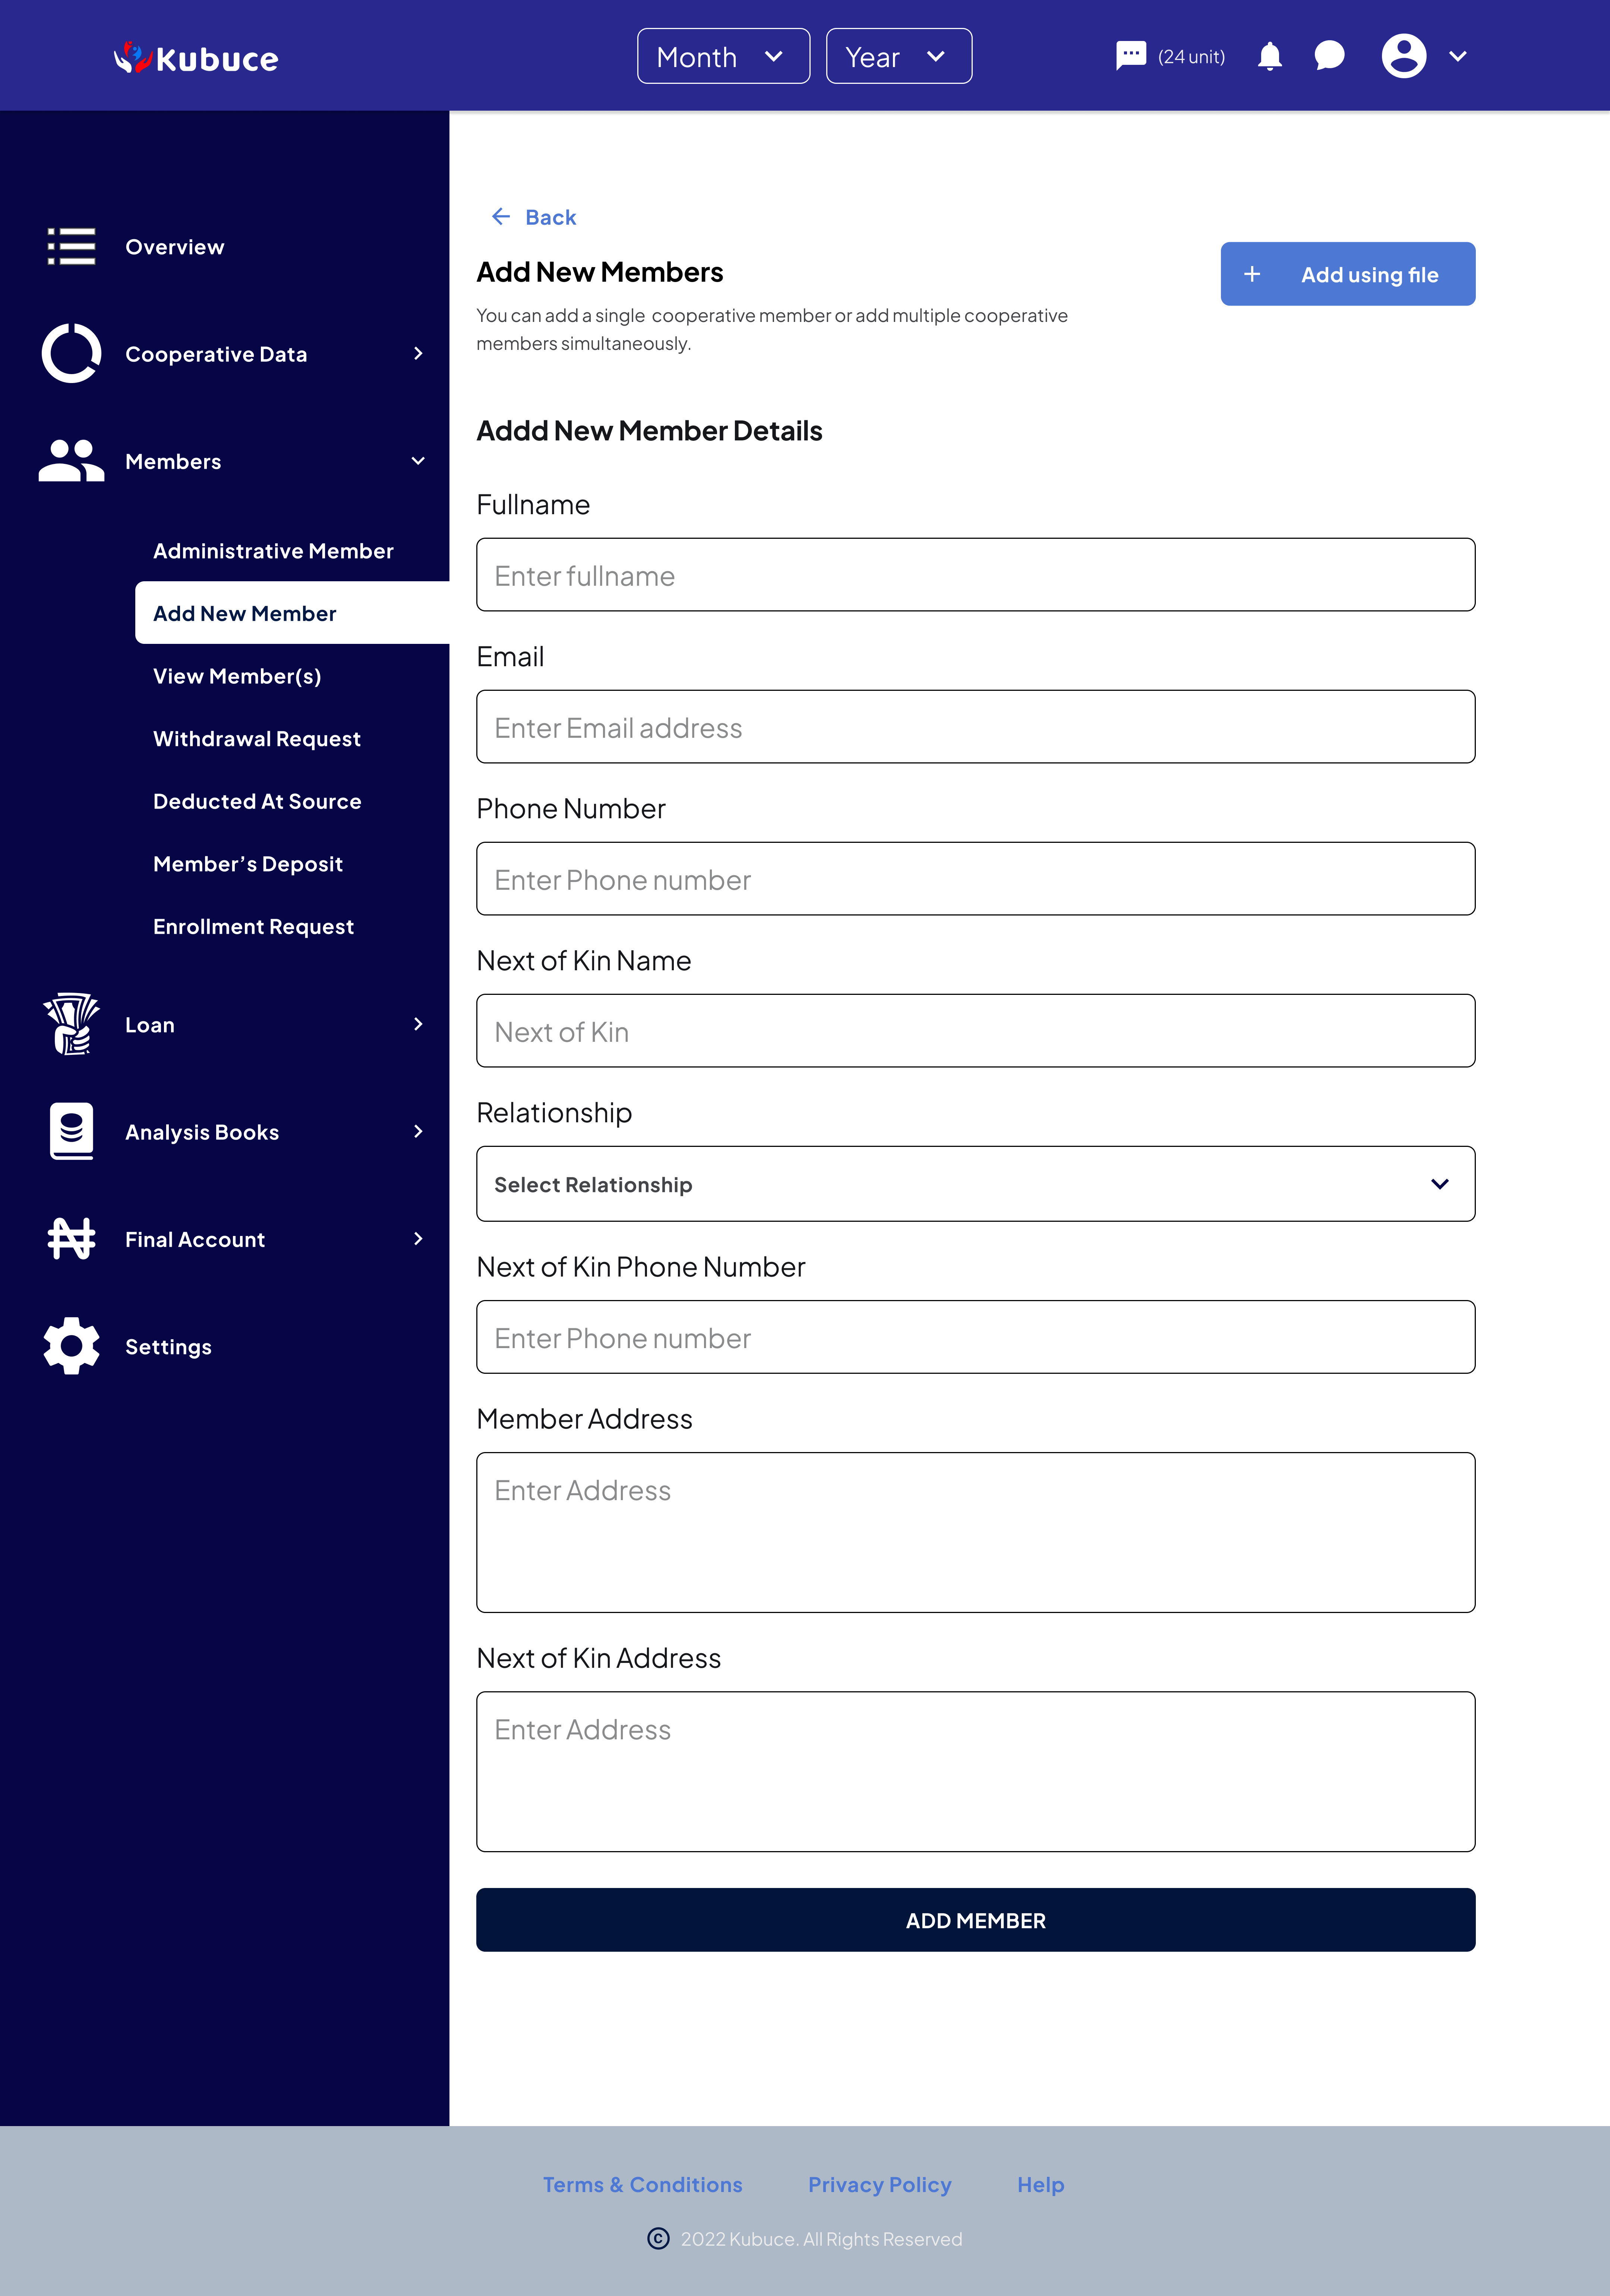 Kubuce
Month
Year
(24 unit)
Overview
Cooperative Data
Members
Administrative Member
Add New Member
View Member(s)
Withdrawal Request
Deducted At Source
Member’s Deposit
Enrollment Request
Loan
Analysis Books
Final Account
Settings
Back
Add New Members
Add using file
You can add a single cooperative member or add multiple cooperative
members simultaneously.
Addd New Member Details
Fullname
Enter fullname
Email
Enter Email address
Phone Number
Enter Phone number
Next of Kin Name
Next of Kin
Relationship
Select Relationship
Next of Kin Phone Number
Enter Phone number
Member Address
Enter Address
Next of Kin Address
Enter Address
ADD MEMBER
Terms & Conditions
Privacy Policy
Help
© 2022 Kubuce. All Rights Reserved